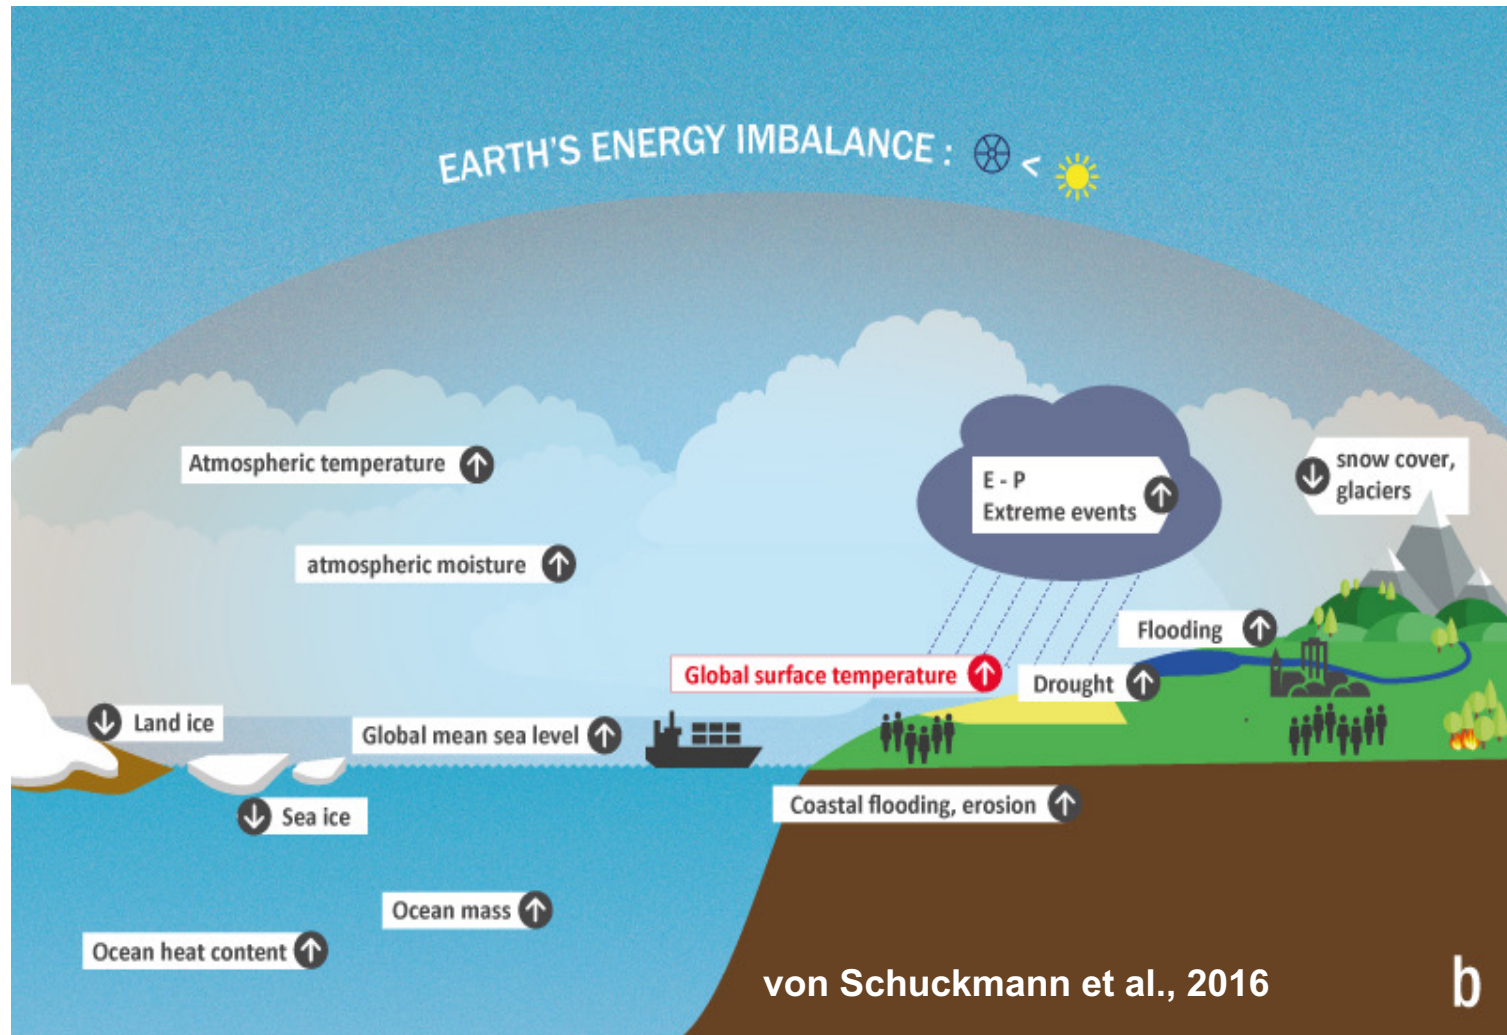 EARTH'S ENERGY IMBALANCE : <
Atmospheric temperature
E - P
Extreme events
snow cover,
glaciers
atmospheric moisture
Flooding
Global surface temperature
Drought
Land ice
Global mean sea level
Sea ice
Coastal flooding, erosion
Ocean mass
Ocean heat content
von Schuckmann et al., 2016
b